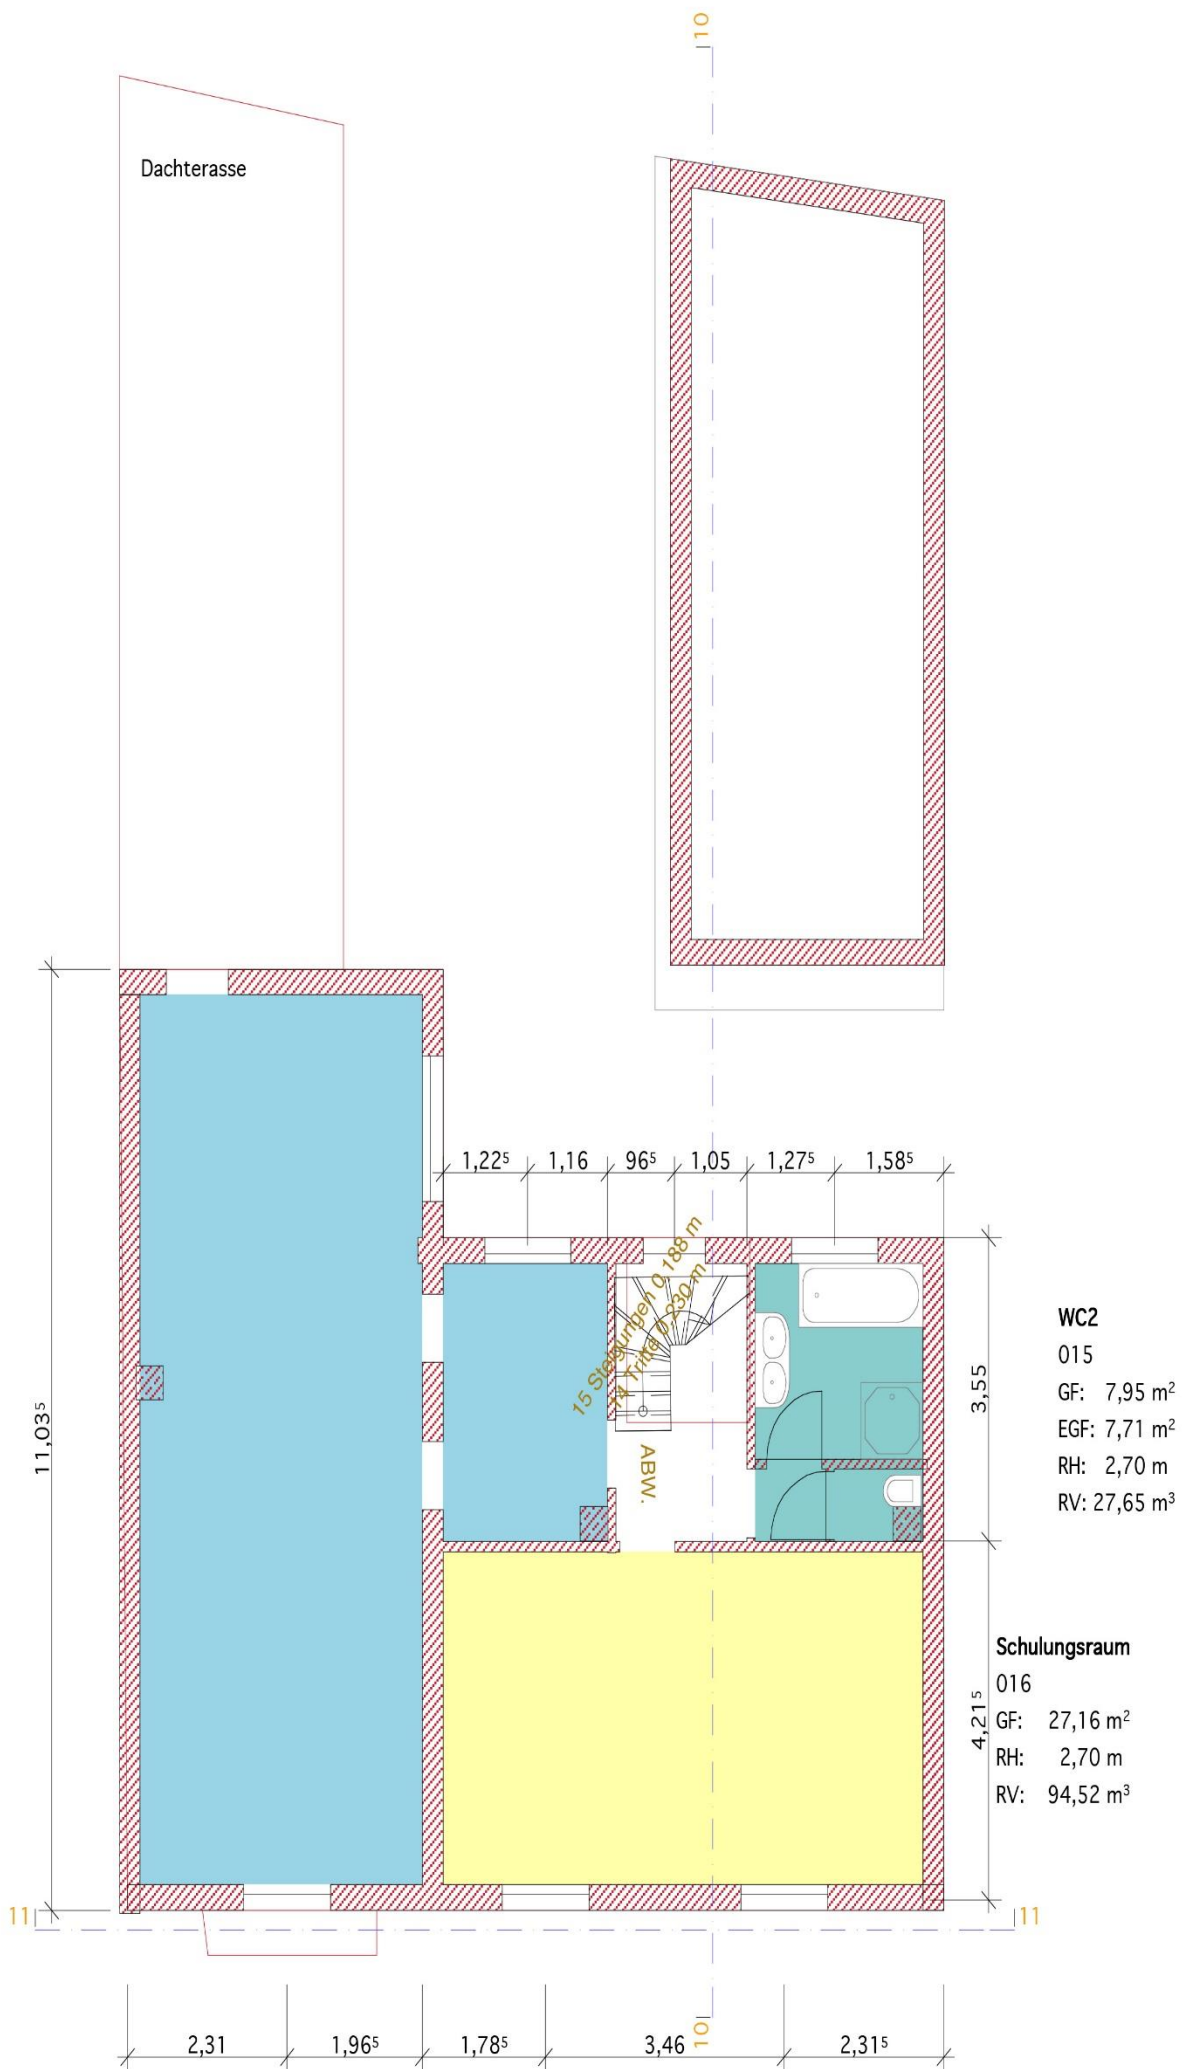 10
Dachterasse
1,22⁵ 1,16 96⁵ 1,05 1,27⁵ 1,58⁵
15 Steigungen 0,188 m
14 Tritte 0,230 m
ABW.
11,03⁵
3,55
WC2
015
GF: 7,95 m²
EGF: 7,71 m²
RH: 2,70 m
RV: 27,65 m³
4,21⁵
Schulungsraum
016
GF: 27,16 m²
RH: 2,70 m
RV: 94,52 m³
11 11
10
2,31 1,96⁵ 1,78⁵ 3,46 2,31⁵